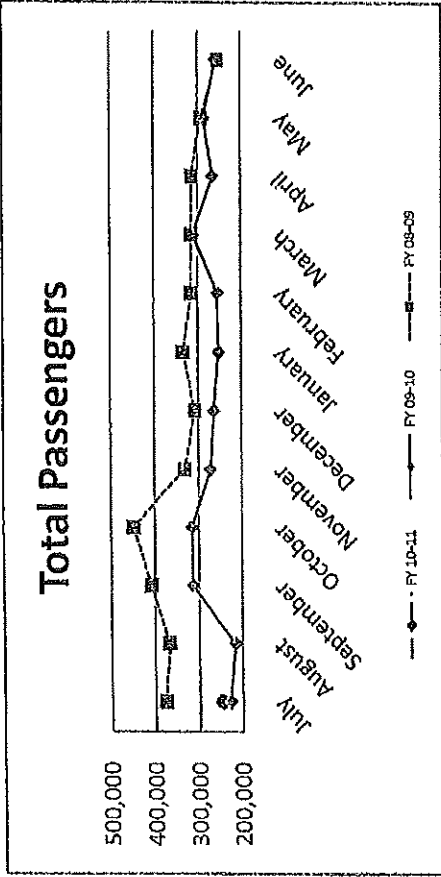 Total Passengers
500,000
400,000
300,000
200,000
July
August
September
October
November
December
January
February
March
April
May
June
FY 10-11
FY 09-10
FY 08-09